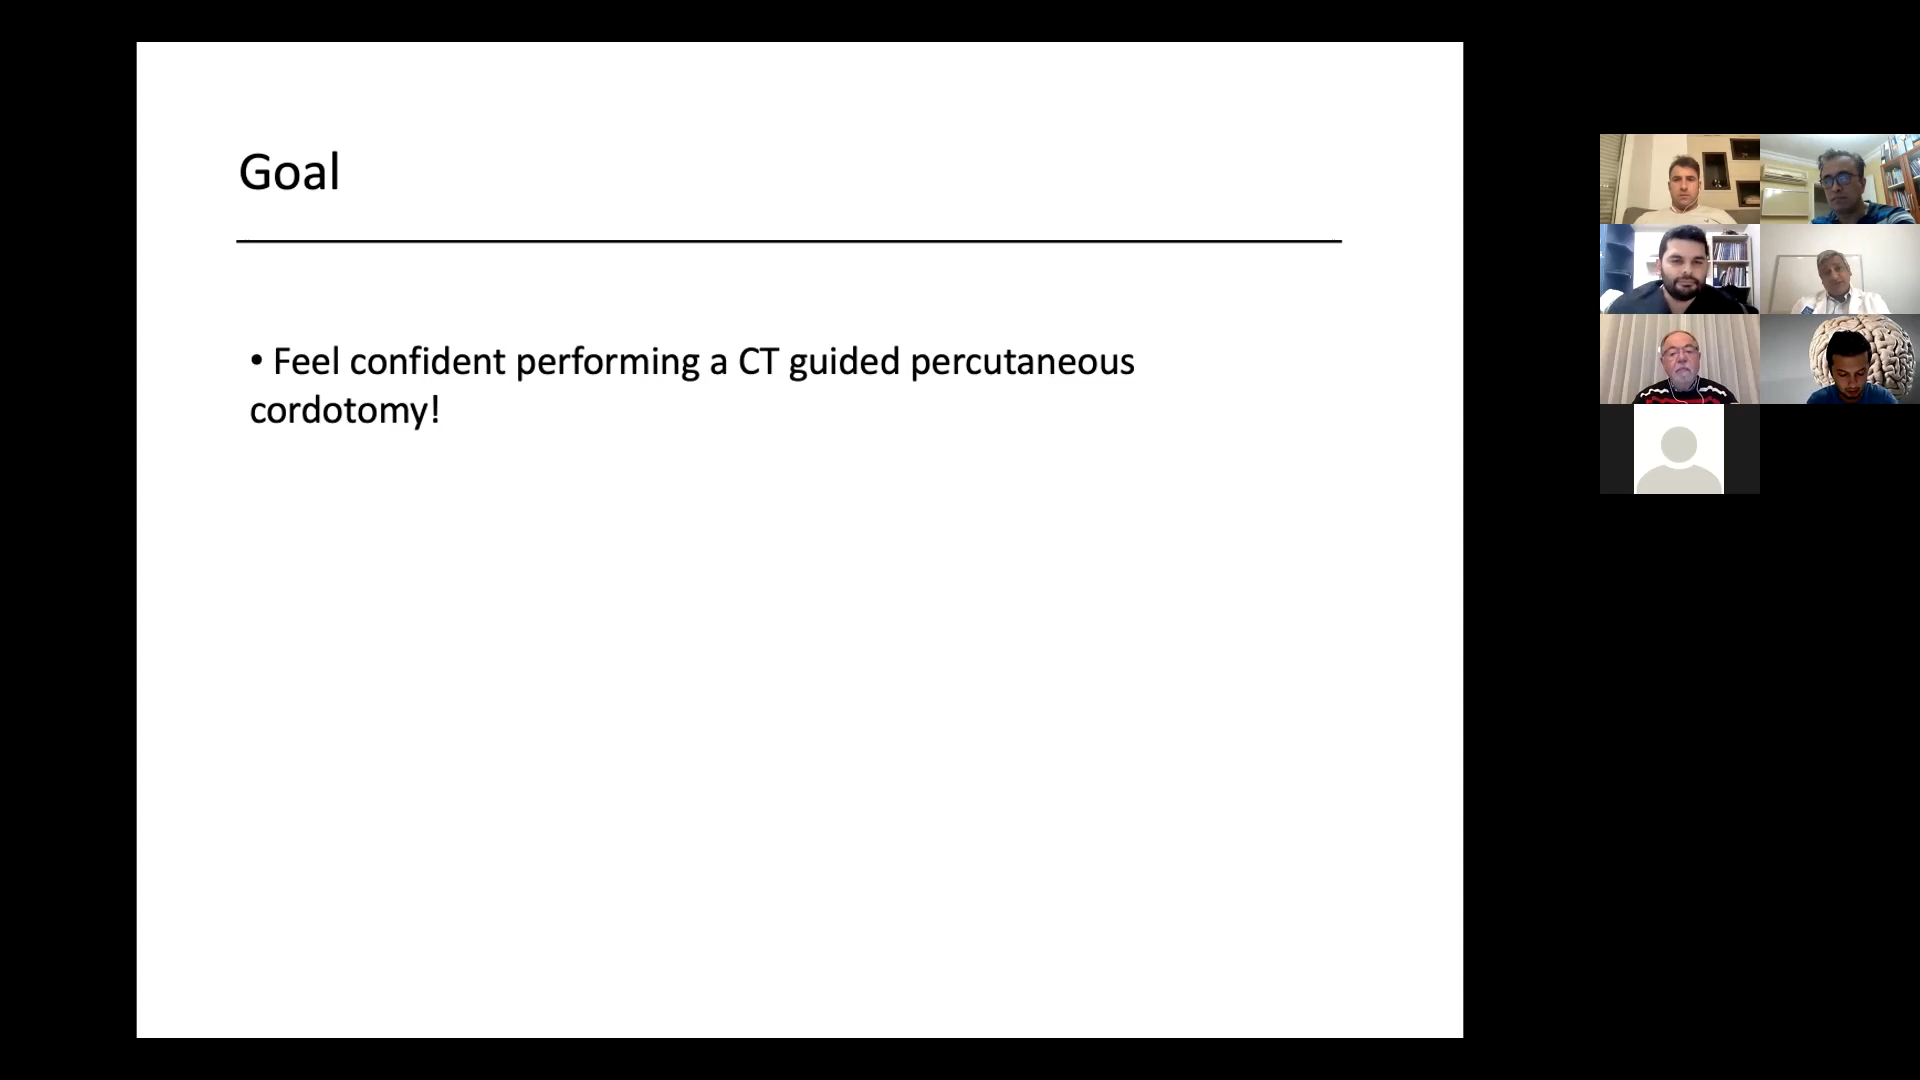 Goal
• Feel confident performing a CT guided percutaneous
cordotomy!